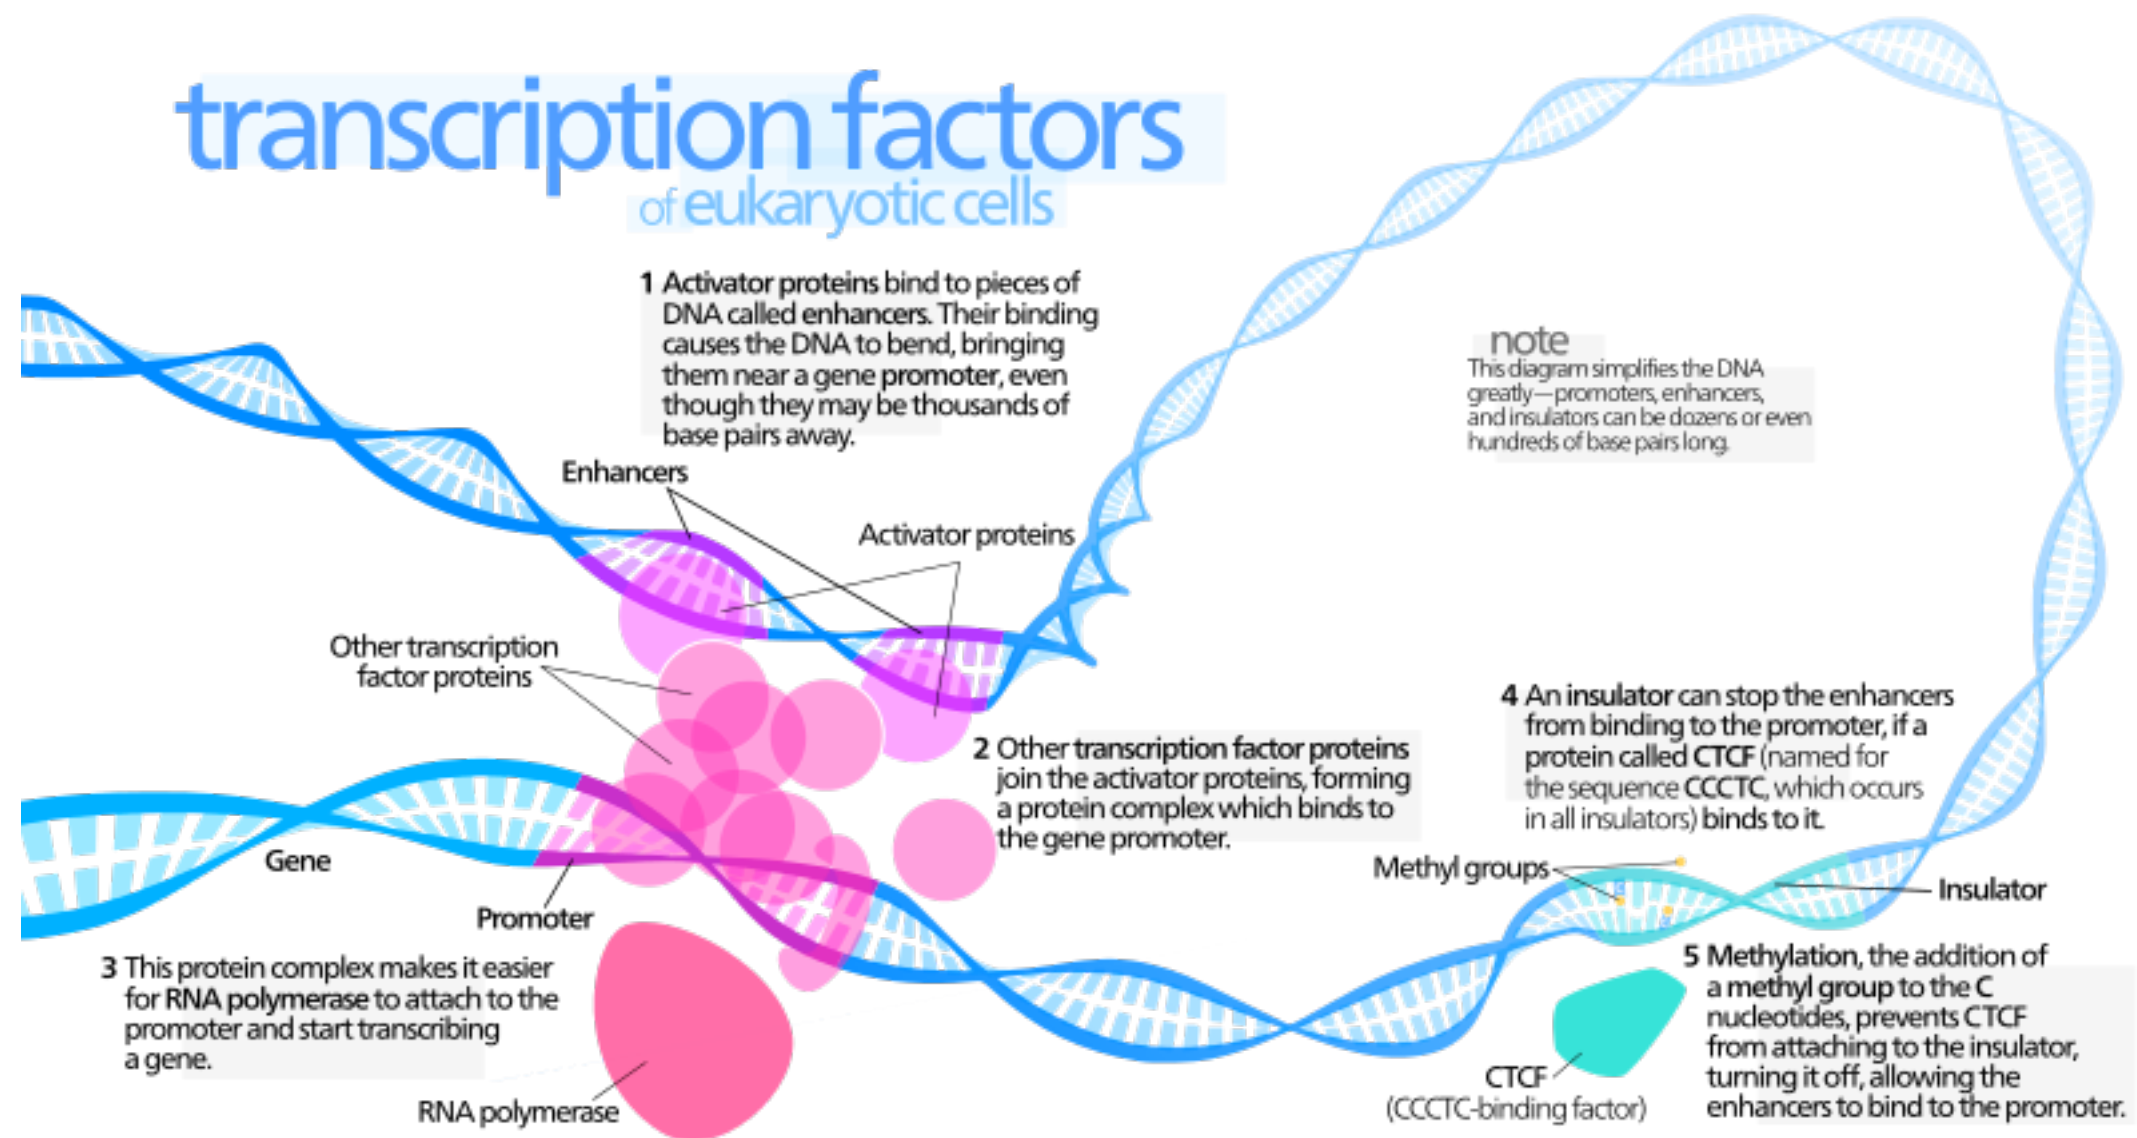 transcription factors
of eukaryotic cells
1 Activator proteins bind to pieces of
DNA called enhancers. Their binding
causes the DNA to bend, bringing
them near a gene promoter, even
though they may be thousands of
base pairs away.
note
This diagram simplifies the DNA
greatly—promoters, enhancers,
and insulators can be dozens or even
hundreds of base pairs long.
Enhancers
Activator proteins
Other transcription
factor proteins
2 Other transcription factor proteins
join the activator proteins, forming
a protein complex which binds to
the gene promoter.
4 An insulator can stop the enhancers
from binding to the promoter, if a
protein called CTCF (named for
the sequence CCCTC, which occurs
in all insulators) binds to it.
Gene
Promoter
Methyl groups
Insulator
3 This protein complex makes it easier
for RNA polymerase to attach to the
promoter and start transcribing
a gene.
RNA polymerase
CTCF
(CCCTC-binding factor)
5 Methylation, the addition of
a methyl group to the C
nucleotides, prevents CTCF
from attaching to the insulator,
turning it off, allowing the
enhancers to bind to the promoter.